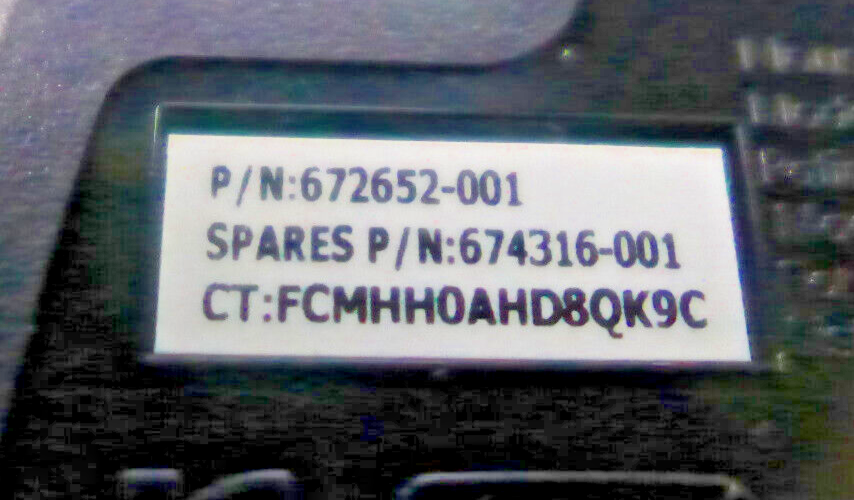 P/N:672652-001
SPARES P/N:674316-001
CT:FCMHH0AHD8QK9C